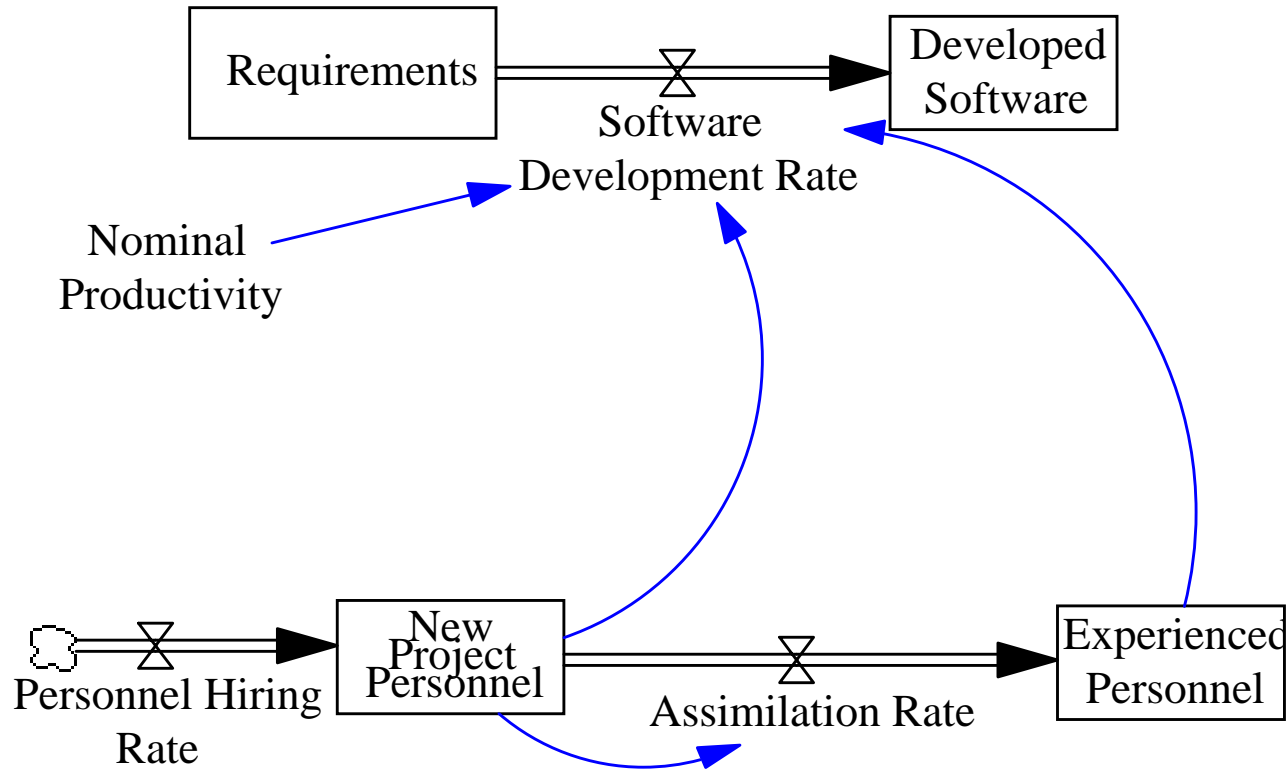 Requirements
Developed
Software
Software
Development Rate
Nominal
Productivity
New
Project
Personnel
Experienced
Personnel
Personnel Hiring
Rate
Assimilation Rate